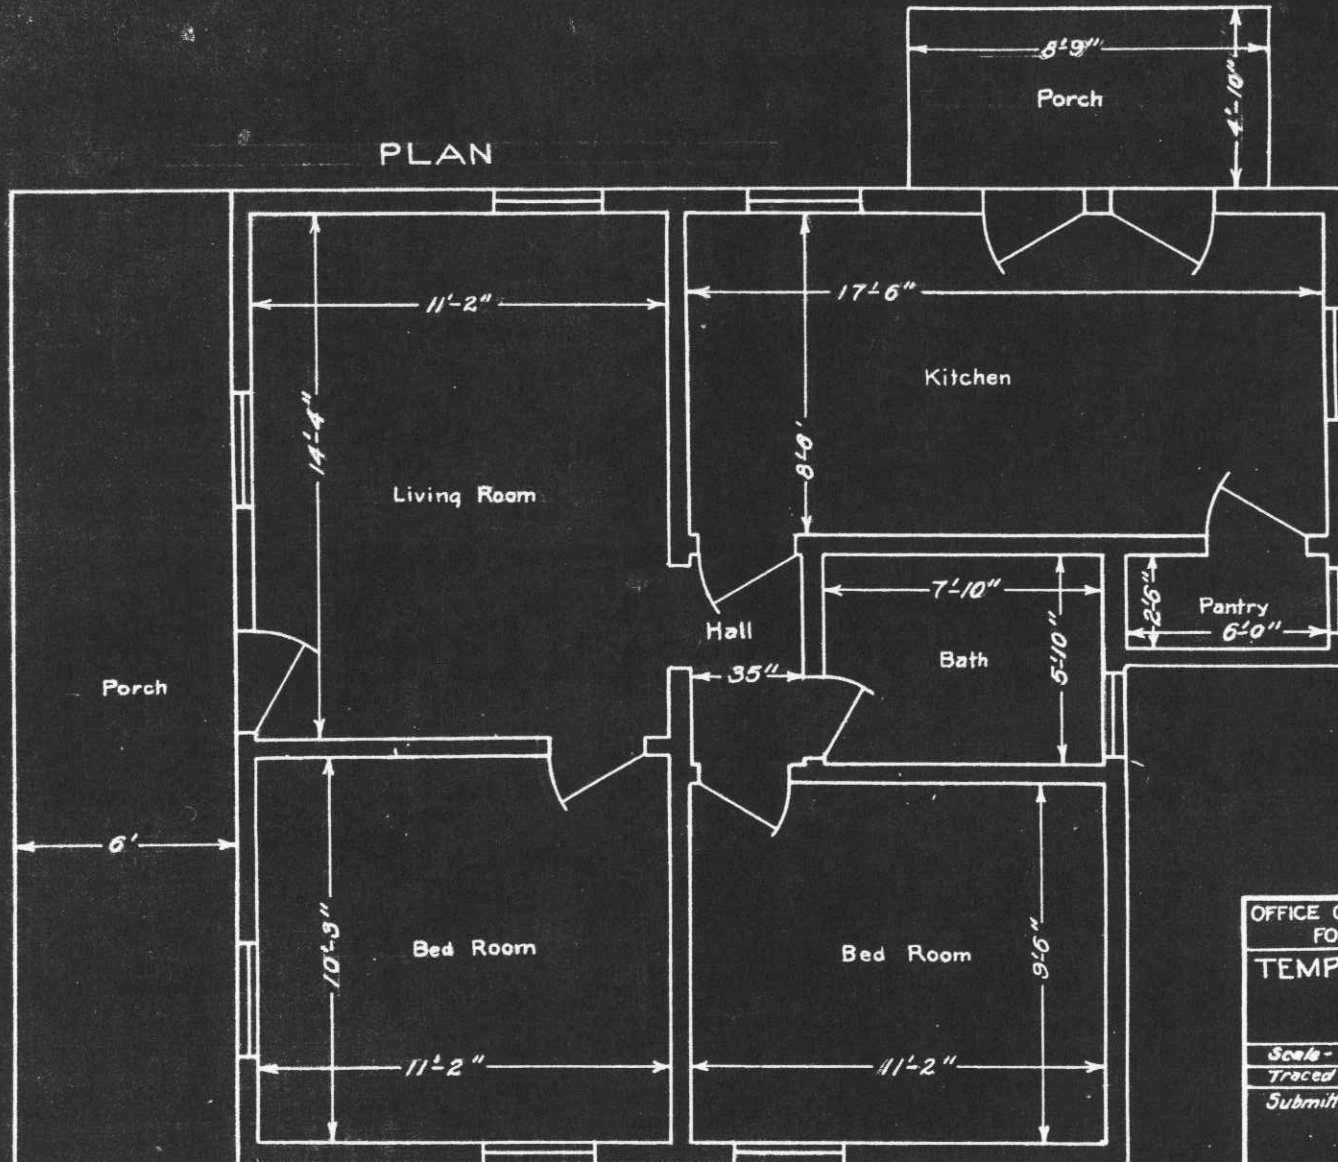 8'-9"
Porch
4'-10"
PLAN
11'-2"
17'-6"
Kitchen
14'-4"
8'-8'
Living Room
7'-10"
Hall
2'-6"
Pantry
6'-0"
Bath
5'-10"
35"
Porch
6'
Bed Room
10'-3"
11'-2"
Bed Room
9'-6"
11'-2"
OFFICE
FO
TEMP
Scale-
Traced
Submitt